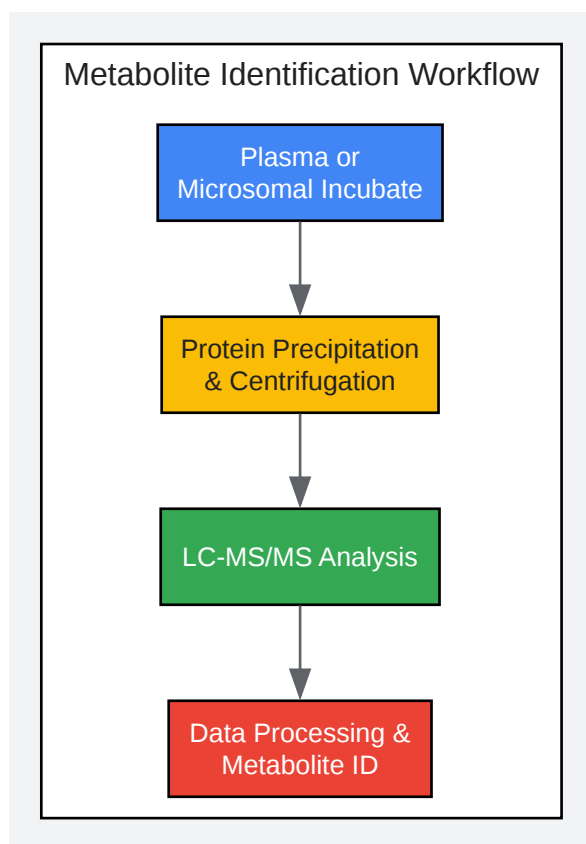 Metabolite Identification Workflow
Plasma or
Microsomal Incubate
Protein Precipitation
& Centrifugation
LC-MS/MS Analysis
Data Processing &
Metabolite ID